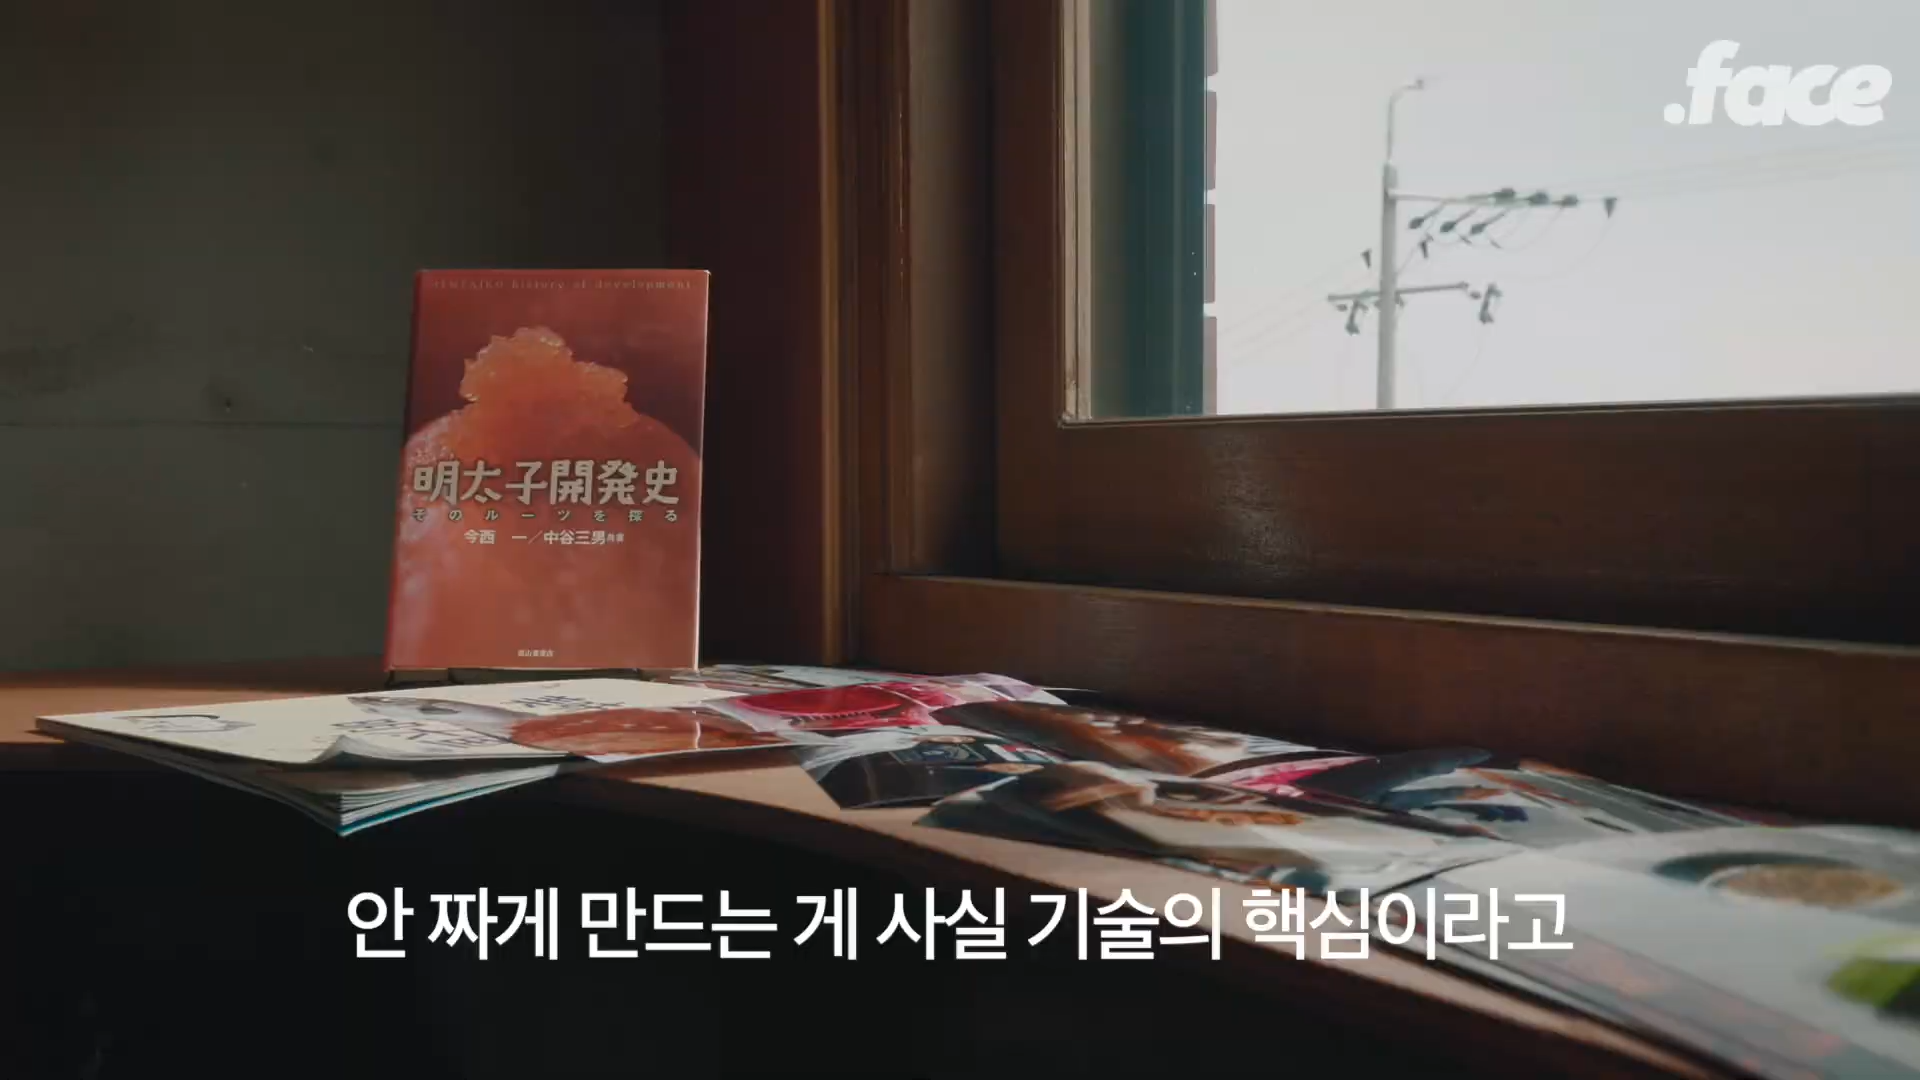 .face
history of development
明太子開発史
そのルーツを探る
今西 一／中谷三男共著
안 짜게 만드는 게 사실 기술의 핵심이라고